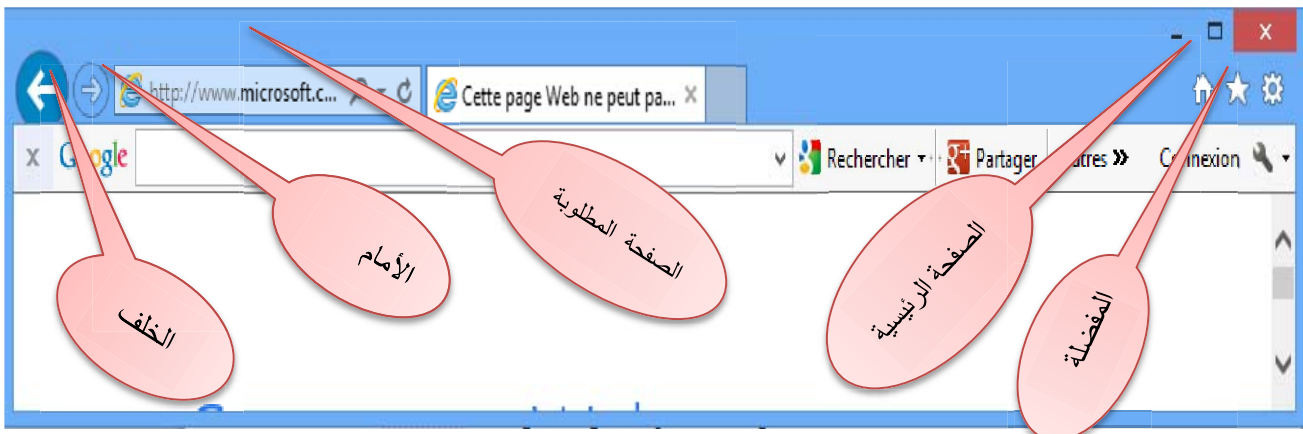 http://www.microsoft.c...
Cette page Web ne peut pa...
Google
Rechercher
Partager
Connexion
الصفحة المطلوبة
الأمام
الخلف
الصفحة الرئيسية
المفضلة